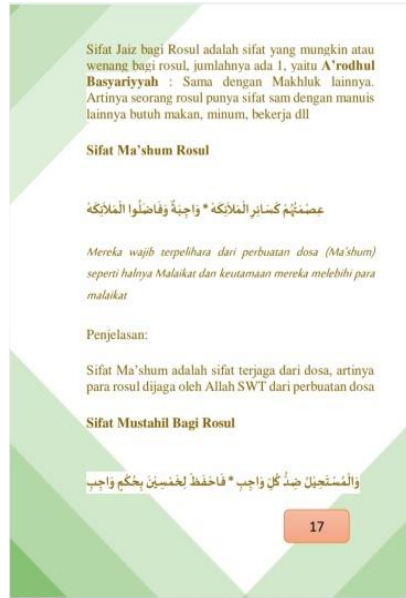 Sifat Jaiz bagi Rosul adalah sifat yang mungkin atau
wenang bagi rosul, jumlahnya ada 1, yaitu A’rodhul
Basyariyyah : Sama dengan Makhluk lainnya.
Artinya seorang rosul punya sifat sam dengan manuis
lainnya butuh makan, minum, bekerja dll
Sifat Ma’shum Rosul
عِصْمَتُهُمْ كَسَائِرِ الْمَلاَئِكَهْ * وَاجِبَةٌ وَفَاضَلُوا الْمَلاَئِكَهْ
Mereka wajib terpelihara dari perbuatan dosa (Ma’shum)
seperti halnya Malaikat dan keutamaan mereka melebihi para
malaikat
Penjelasan:
Sifat Ma’shum adalah sifat terjaga dari dosa, artinya
para rosul dijaga oleh Allah SWT dari perbuatan dosa
Sifat Mustahil Bagi Rosul
وَالْمُسْتَحِيْلُ ضِدُّ كُلِّ وَاجِبِ * فَاحْفَظْ لِخَمْسِيْنَ بِحُكْمٍ وَاجِبِ
17